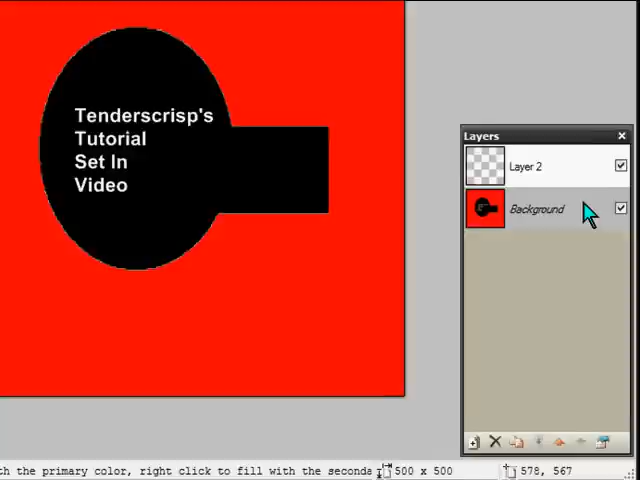 Tenderscrisp's
Tutorial
Set In
Video
Layers
Layer 2
Background
th the primary color, right click to fill with the seconda
500 x 500
578, 567